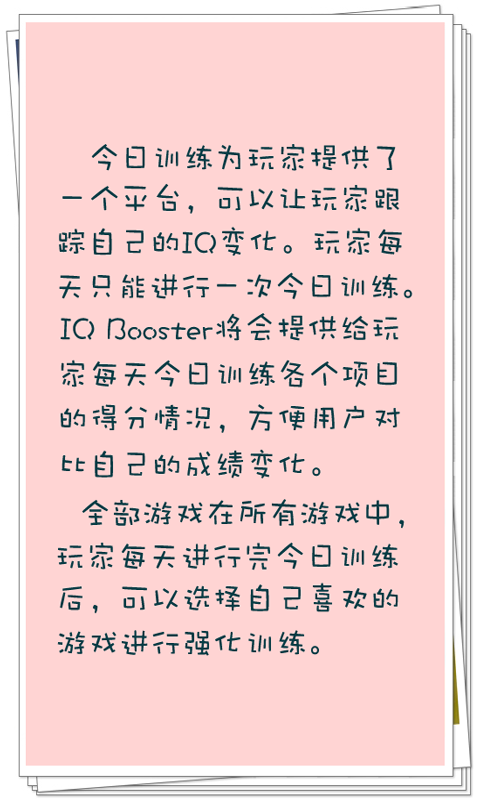 今日训练为玩家提供了
一个平台，可以让玩家跟
踪自己的IQ变化。玩家每
天只能进行一次今日训练。
IQ Booster将会提供给玩
家每天今日训练各个项目
的得分情况，方便用户对
比自己的成绩变化。
全部游戏在所有游戏中，
玩家每天进行完今日训练
后，可以选择自己喜欢的
游戏进行强化训练。